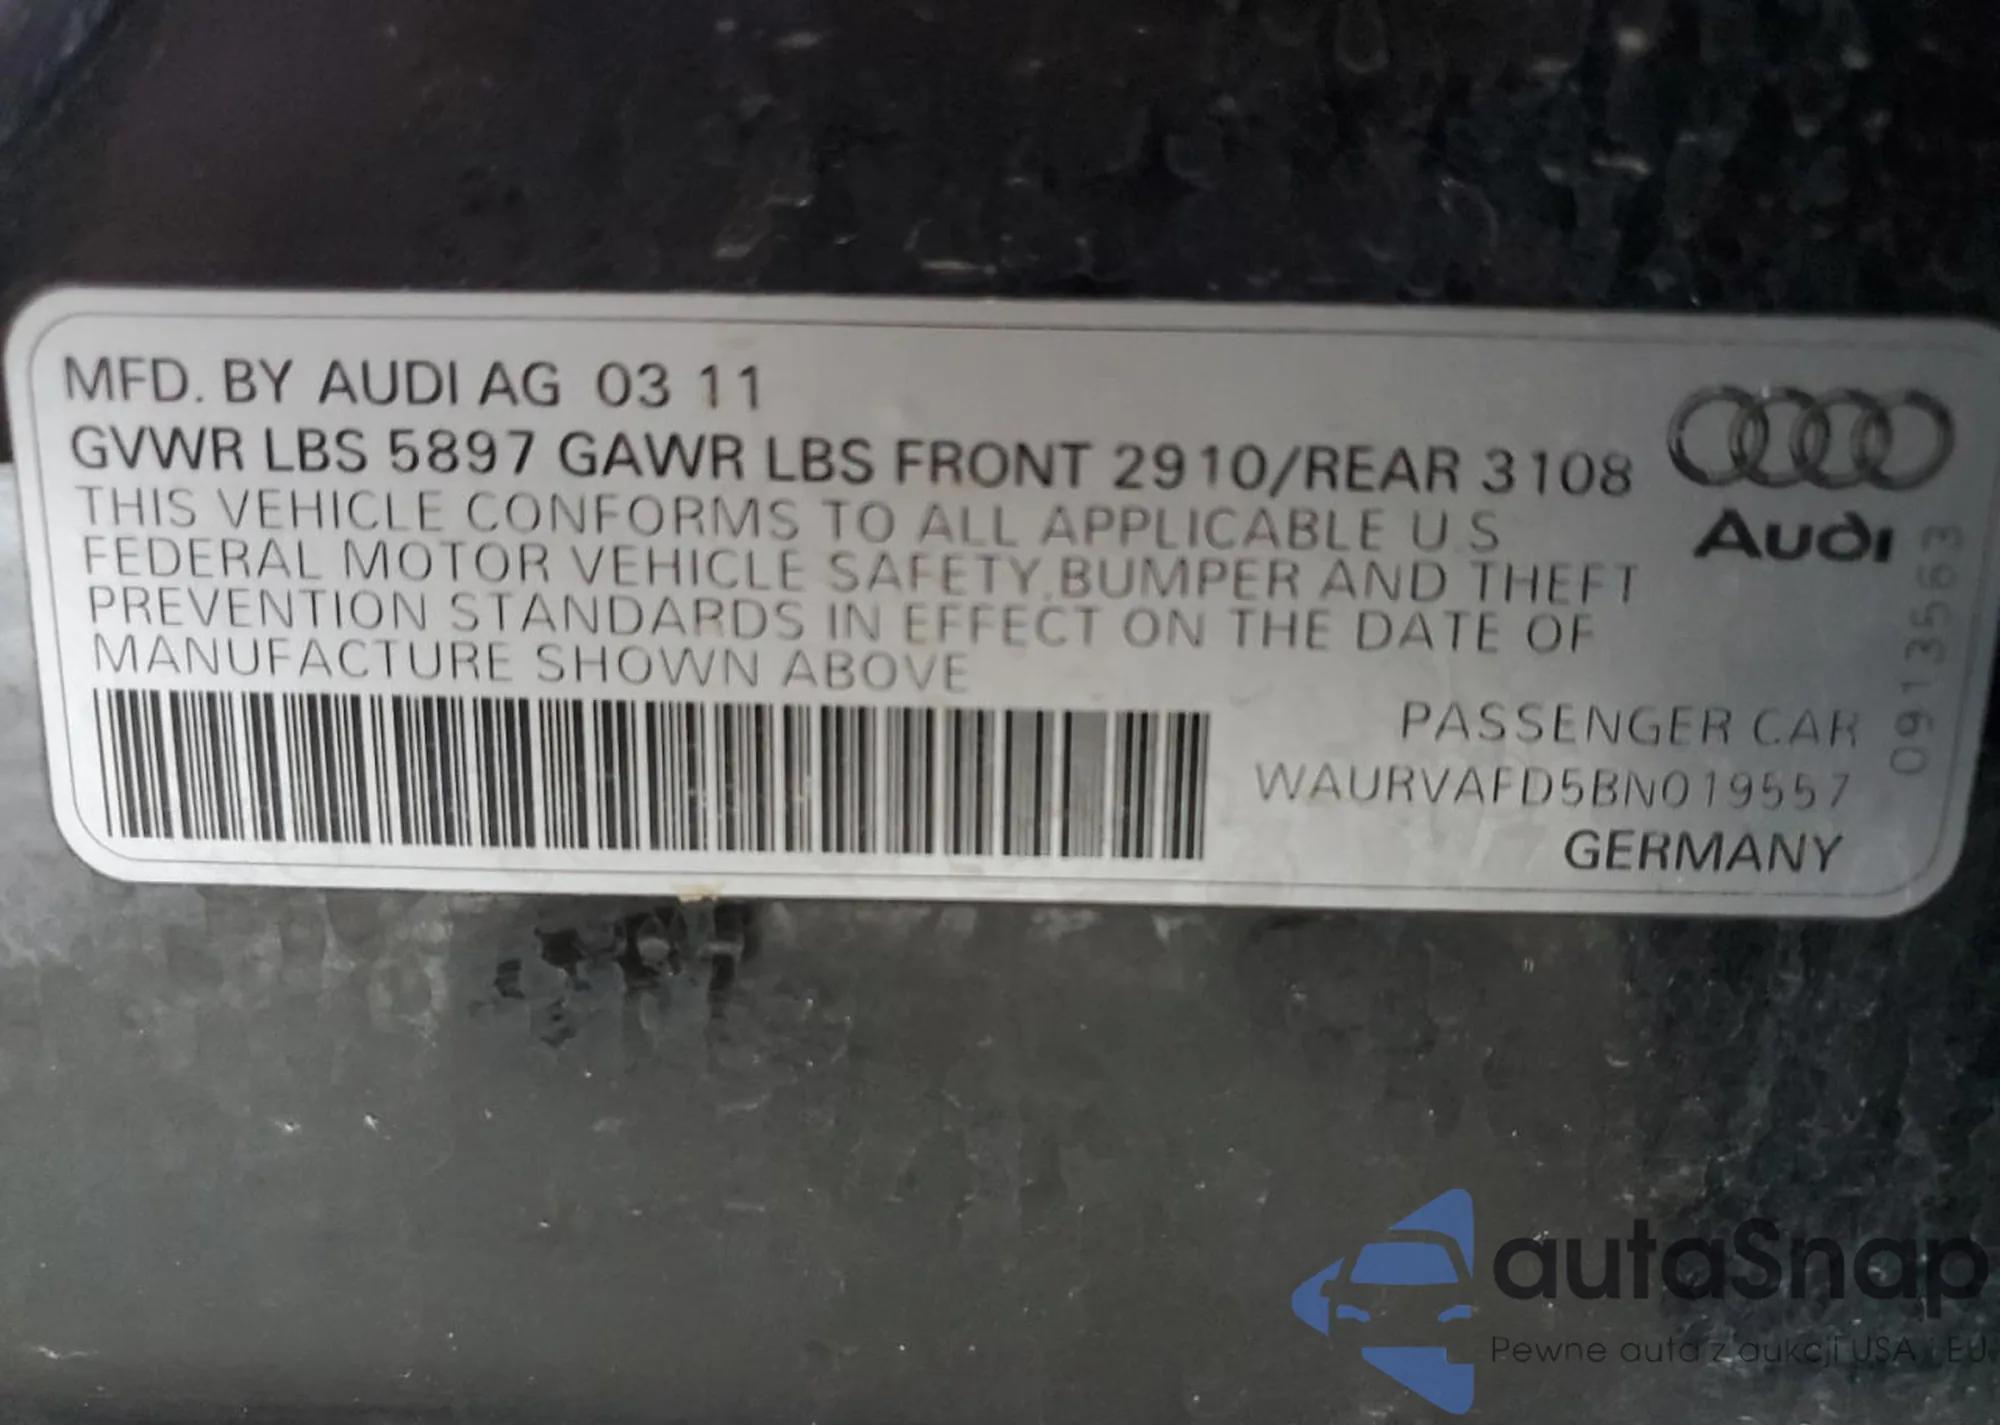 MFD. BY AUDI AG 03 11
GVWR LBS 5897 GAWR LBS FRONT 2910/REAR 3108
THIS VEHICLE CONFORMS TO ALL APPLICABLE U S
FEDERAL MOTOR VEHICLE SAFETY, BUMPER AND THEFT
PREVENTION STANDARDS IN EFFECT ON THE DATE OF
MANUFACTURE SHOWN ABOVE
Audi
0913563
PASSENGER CAR
WAURVAFD5BN019557
GERMANY
autaSnap
Pewne auta z aukcji USA i EU